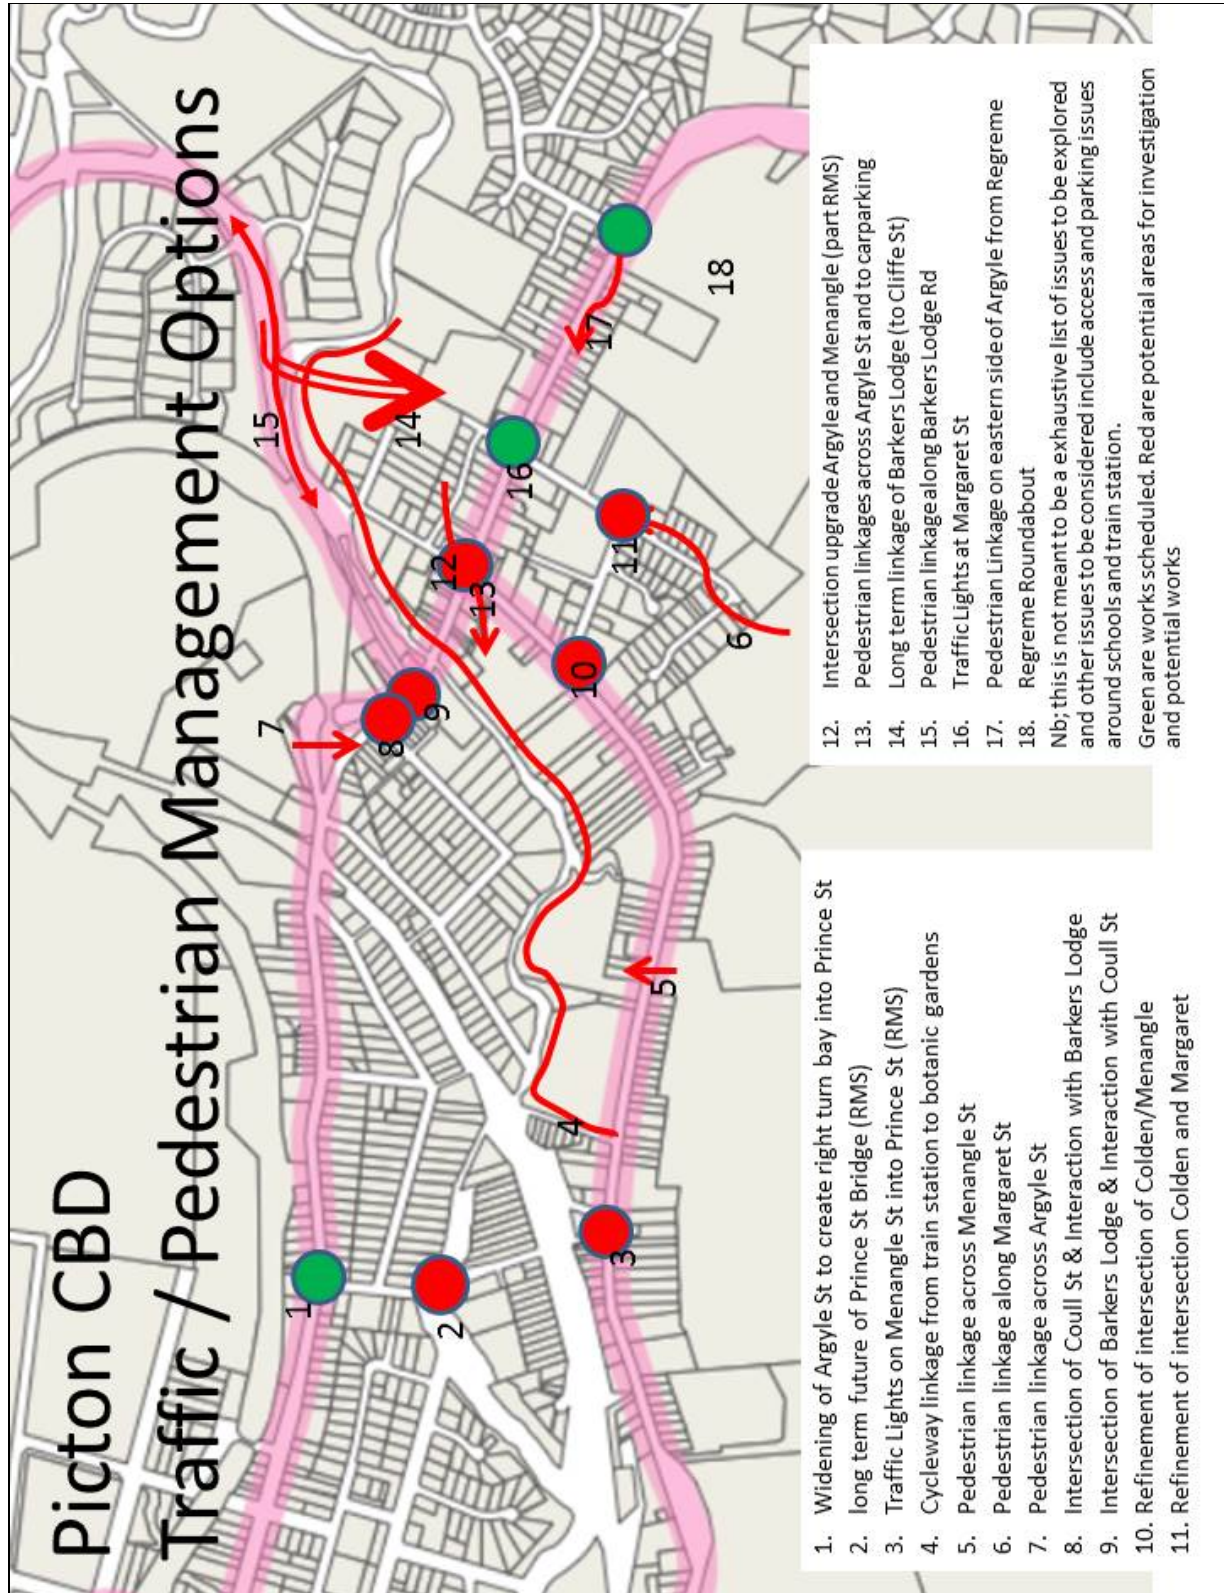 Picton CBD
Traffic / Pedestrian Management Options
1
2
3
4
5
6
7
8
9
10
11
12
13
14
15
16
17
18
1. Widening of Argyle St to create right turn bay into Prince St
2. long term future of Prince St Bridge (RMS)
3. Traffic Lights on Menangle St into Prince St (RMS)
4. Cycleway linkage from train station to botanic gardens
5. Pedestrian linkage across Menangle St
6. Pedestrian linkage along Margaret St
7. Pedestrian linkage across Argyle St
8. Intersection of Coull St & Interaction with Barkers Lodge
9. Intersection of Barkers Lodge & Interaction with Coull St
10. Refinement of intersection of Colden/Menangle
11. Refinement of intersection Colden and Margaret
12. Intersection upgrade Argyle and Menangle (part RMS)
13. Pedestrian linkages across Argyle St and to carparking
14. Long term linkage of Barkers Lodge (to Cliffe St)
15. Pedestrian linkage along Barkers Lodge Rd
16. Traffic Lights at Margaret St
17. Pedestrian Linkage on eastern side of Argyle from Regreme
18. Regreme Roundabout
Nb; this is not meant to be a exhaustive list of issues to be explored
and other issues to be considered include access and parking issues
around schools and train station.
Green are works scheduled. Red are potential areas for investigation
and potential works